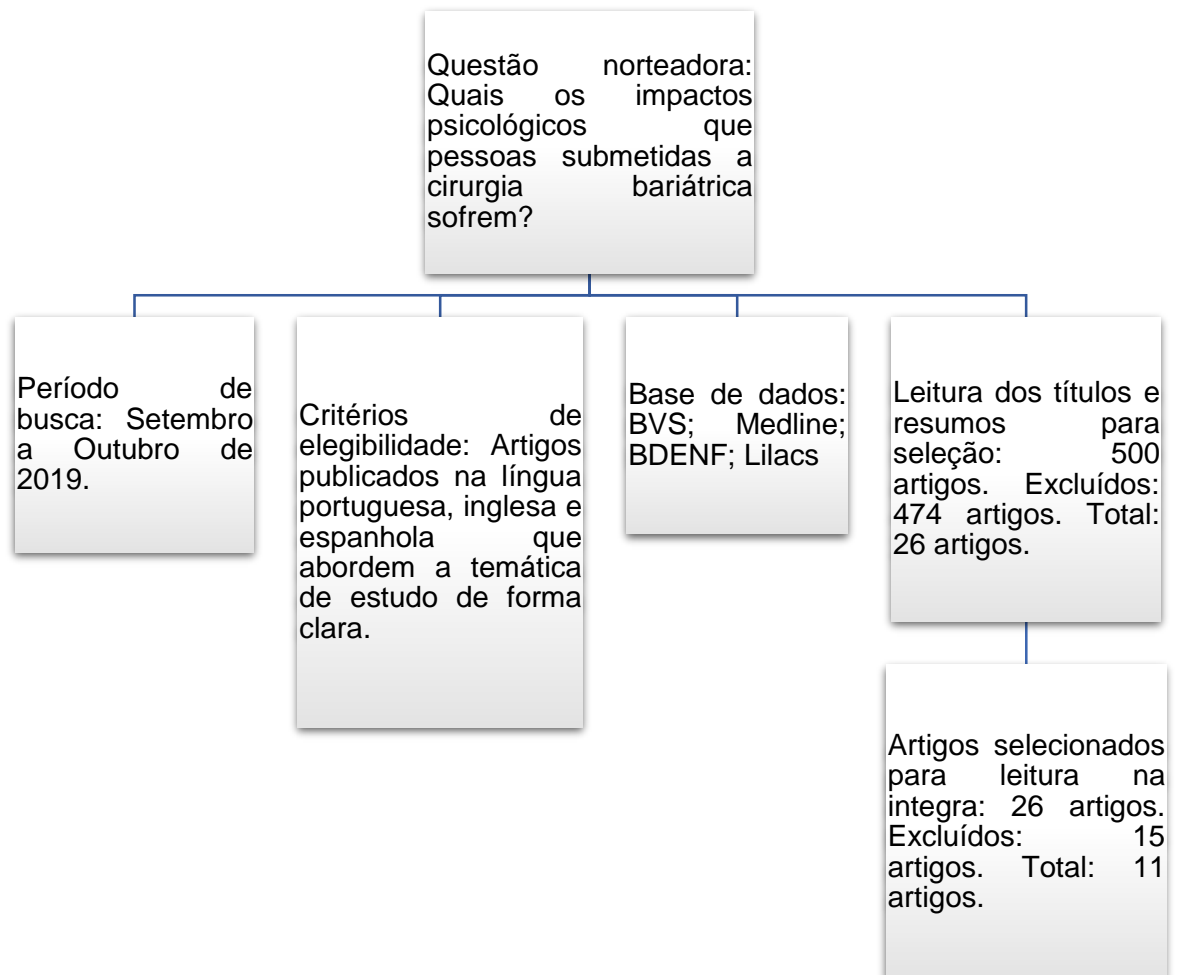 Questão norteadora:
Quais os impactos
psicológicos que
pessoas submetidas a
cirurgia bariátrica
sofrem?
Período de
busca: Setembro
a Outubro de
2019.
Critérios de
elegibilidade: Artigos
publicados na língua
portuguesa, inglesa e
espanhola que
abordem a temática
de estudo de forma
clara.
Base de dados:
BVS; Medline;
BDENF; Lilacs
Leitura dos títulos e
resumos para
seleção: 500
artigos. Excluídos:
474 artigos. Total:
26 artigos.
Artigos selecionados
para leitura na
integra: 26 artigos.
Excluídos: 15
artigos. Total: 11
artigos.